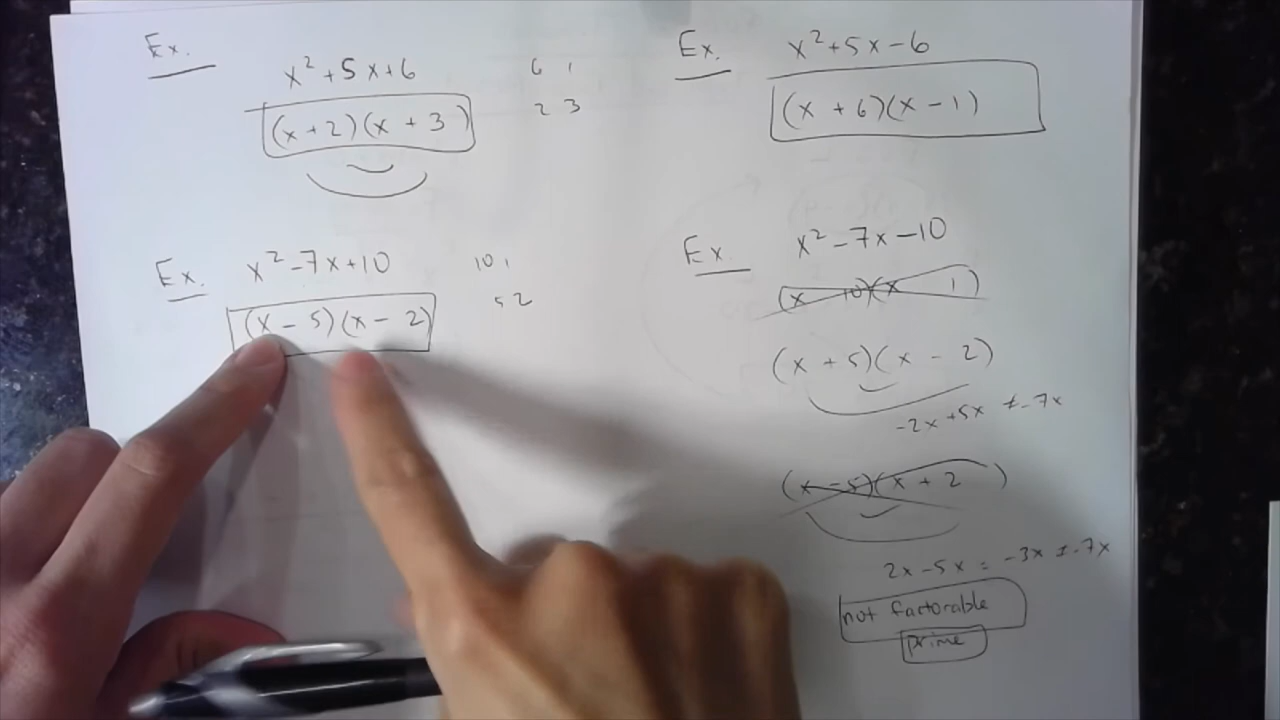 Ex.
x² + 5x + 6
6 1
(x + 2)(x + 3)
2 3
Ex. x² - 7x + 10
10 1
(x - 5)(x - 2)
5 2
Ex. x² + 5x - 6
(x + 6)(x - 1)
Ex. x² - 7x - 10
(x 10)(x 1)
(x + 5)(x - 2)
-2x + 5x ≠ -7x
(x - 5)(x + 2)
2x - 5x = -3x ≠ -7x
not factorable
prime